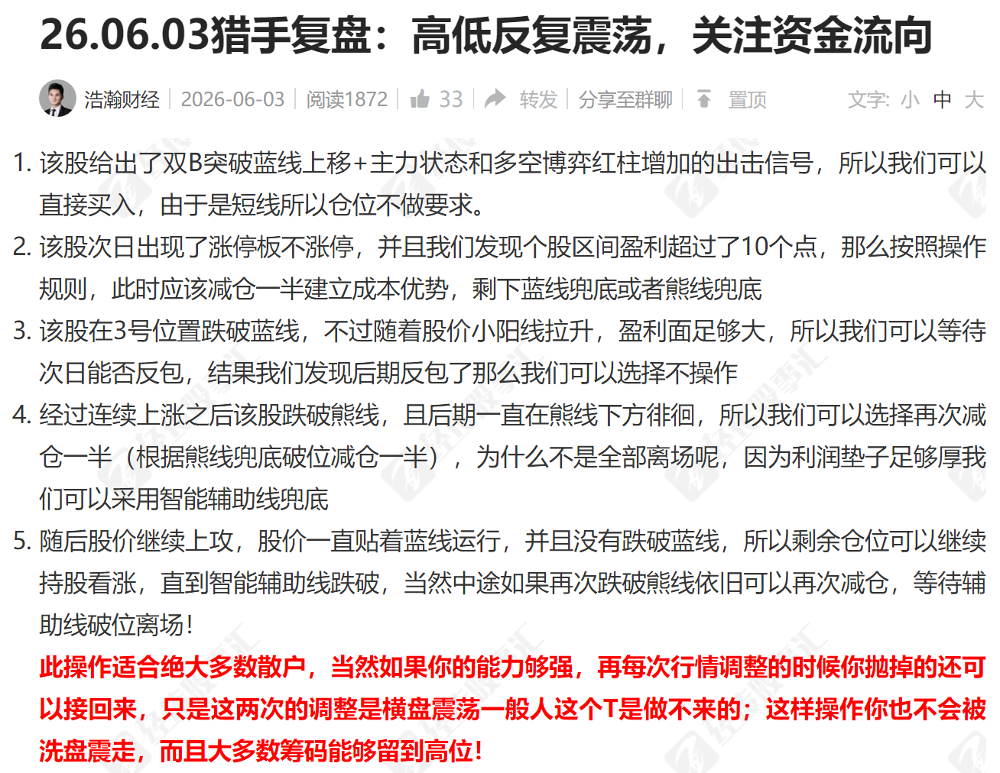 26.06.03猎手复盘：高低反复震荡，关注资金流向
浩瀚财经 2026-06-03 阅读1872 33 转发 分享至群聊 置顶 文字: 小 中 大
1. 该股给出了双B突破蓝线上移+主力状态和多空博弈红柱增加的出击信号，所以我们可以
直接买入，由于是短线所以仓位不做要求。
2. 该股次日出现了涨停板不涨停，并且我们发现个股区间盈利超过了10个点，那么按照操作
规则，此时应该减仓一半建立成本优势，剩下蓝线兜底或者熊线兜底
3. 该股在3号位置跌破蓝线，不过随着股价小阳线拉升，盈利面足够大，所以我们可以等待
次日能否反包，结果我们发现后期反包了那么我们可以选择不操作
4. 经过连续上涨之后该股跌破熊线，且后期一直在熊线下方徘徊，所以我们可以选择再次减
仓一半（根据熊线兜底破位减仓一半），为什么不是全部离场呢，因为利润垫子足够厚我
们可以采用智能辅助线兜底
5. 随后股价继续上攻，股价一直贴着蓝线运行，并且没有跌破蓝线，所以剩余仓位可以继续
持股看涨，直到智能辅助线跌破，当然中途如果再次跌破熊线依旧可以再次减仓，等待辅
助线破位离场！
此操作适合绝大多数散户，当然如果你的能力够强，再每次行情调整的时候你抛掉的还可
以接回来，只是这两次的调整是横盘震荡一般人这个T是做不来的；这样操作你也不会被
洗盘震走，而且大多数筹码能够留到高位！